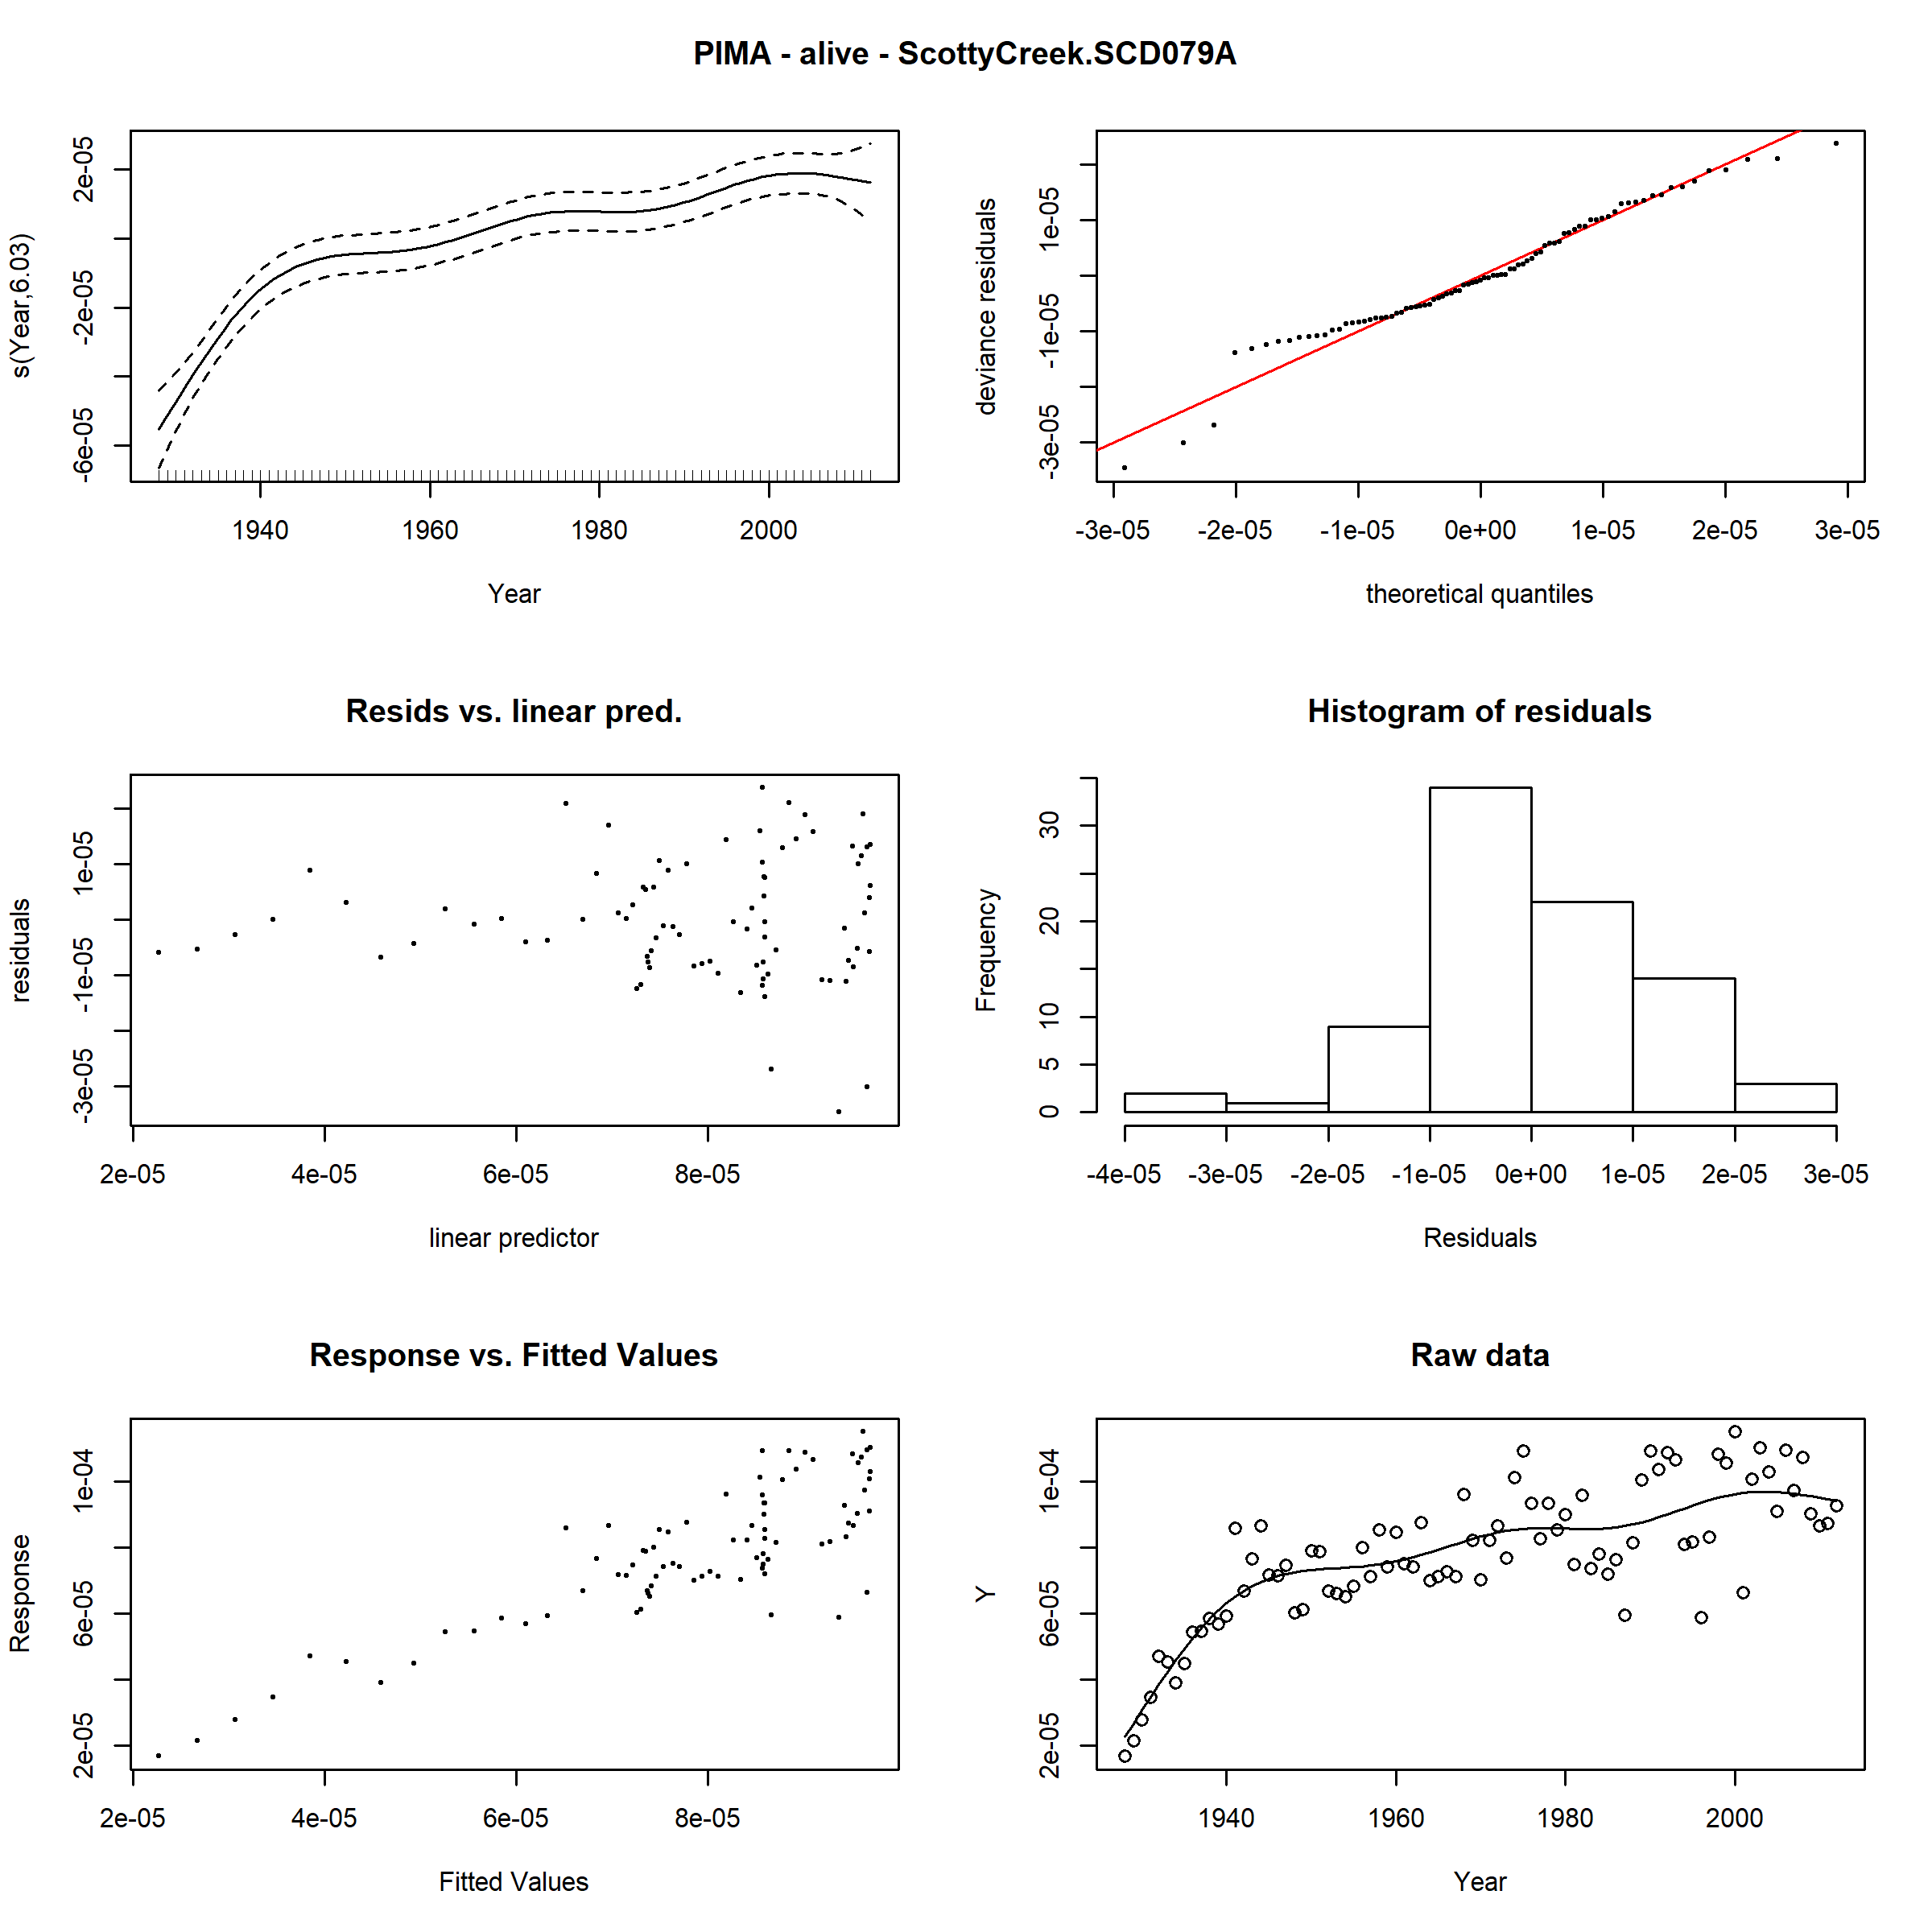 PIMA - alive - ScottyCreek.SCD079A
s(Year,6.03)
-6e-05 -2e-05 2e-05
1940 1960 1980 2000
Year
deviance residuals
-3e-05 -1e-05 1e-05
-3e-05 -2e-05 -1e-05 0e+00 1e-05 2e-05 3e-05
theoretical quantiles
Resids vs. linear pred.
residuals
-3e-05 -1e-05 1e-05
2e-05 4e-05 6e-05 8e-05
linear predictor
Histogram of residuals
Frequency
0 5 10 20 30
-4e-05 -3e-05 -2e-05 -1e-05 0e+00 1e-05 2e-05 3e-05
Residuals
Response vs. Fitted Values
Response
2e-05 6e-05 1e-04
2e-05 4e-05 6e-05 8e-05
Fitted Values
Raw data
Y
2e-05 6e-05 1e-04
1940 1960 1980 2000
Year